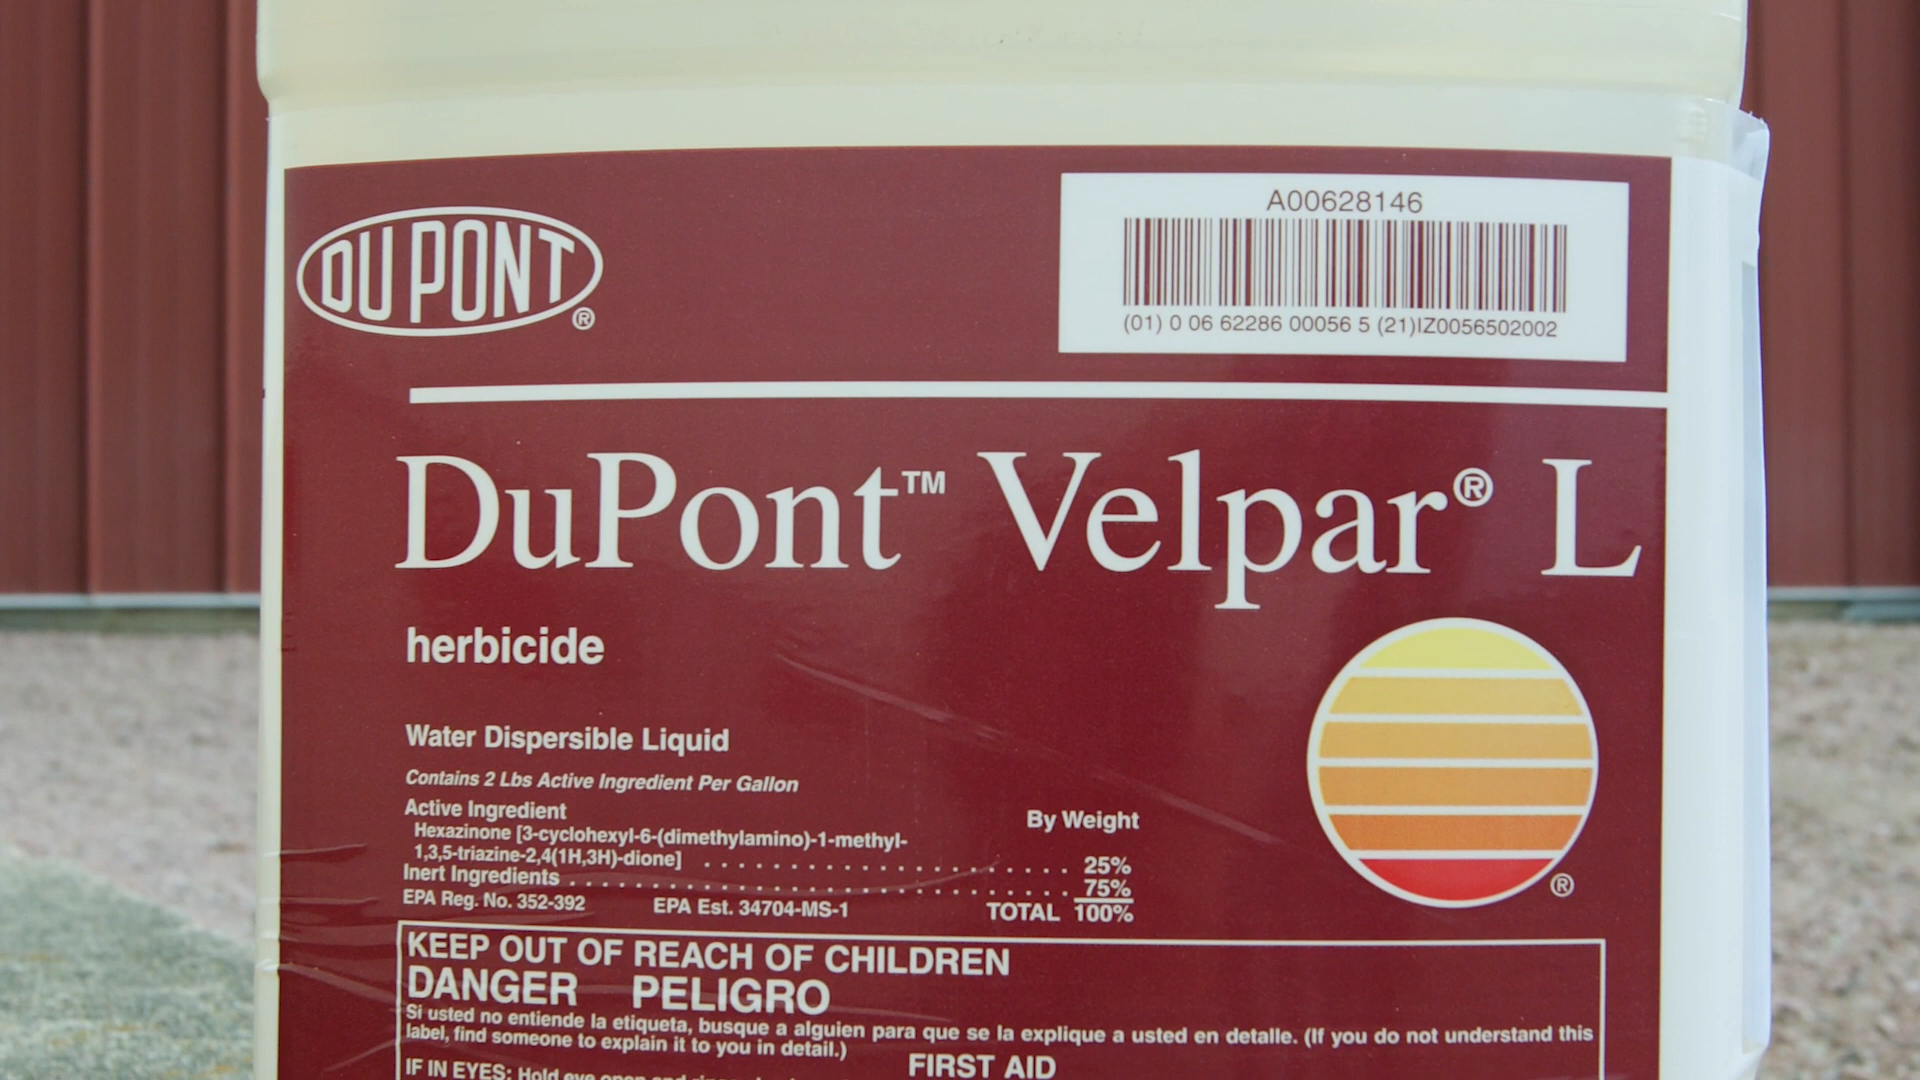 DU PONT®
A00628146
(01) 0 06 62286 00056 5 (21)IZ0056502002
DuPont™ Velpar® L
herbicide
®
Water Dispersible Liquid
Contains 2 Lbs Active Ingredient Per Gallon
Active Ingredient By Weight
Hexazinone [3-cyclohexyl-6-(dimethylamino)-1-methyl-
1,3,5-triazine-2,4(1H,3H)-dione] . . . . . . . . . . . . . . . . . . . . 25%
Inert Ingredients . . . . . . . . . . . . . . . . . . . . . . . . . . . . 75%
EPA Reg. No. 352-392 EPA Est. 34704-MS-1 TOTAL 100%
KEEP OUT OF REACH OF CHILDREN
DANGER PELIGRO
Si usted no entiende la etiqueta, busque a alguien para que se la explique a usted en detalle. (If you do not understand this
label, find someone to explain it to you in detail.)
FIRST AID
IF IN EYES: Hold eye open and